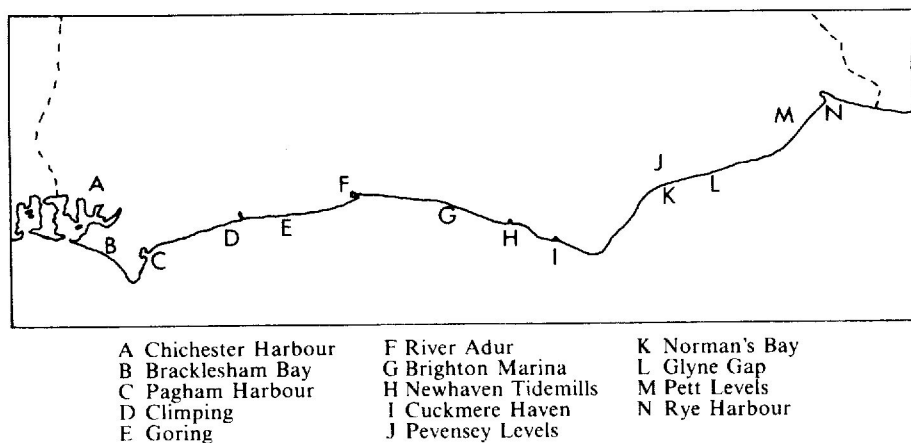 A
B
C
D
E
F
G
H
I
J
K
L
M
N
A Chichester Harbour
B Bracklesham Bay
C Pagham Harbour
D Climping
E Goring
F River Adur
G Brighton Marina
H Newhaven Tidemills
I Cuckmere Haven
J Pevensey Levels
K Norman's Bay
L Glyne Gap
M Pett Levels
N Rye Harbour